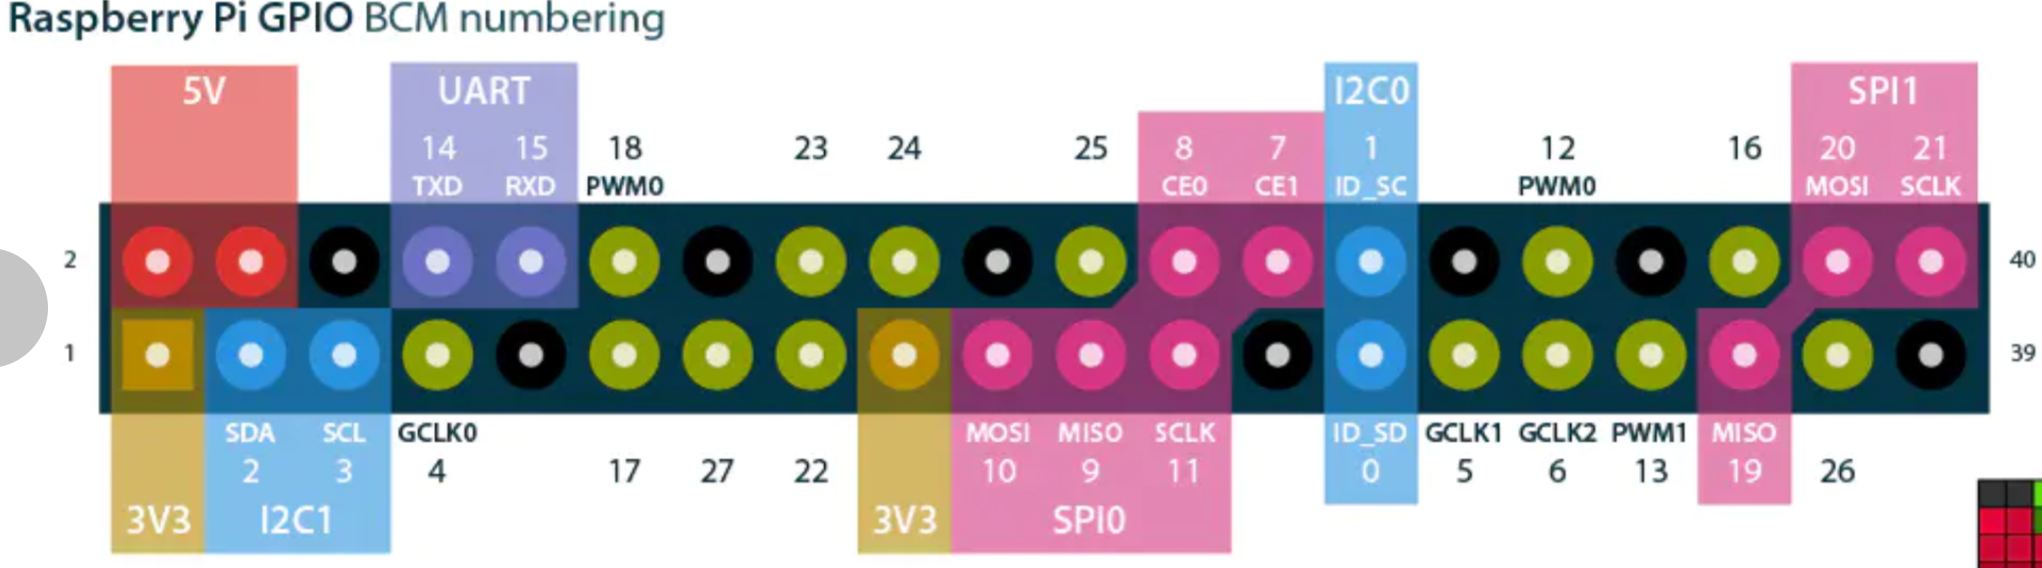 Raspberry Pi GPIO BCM numbering
5V UART I2C0 SPI1
14 15 18 23 24 25 8 7 1 12 16 20 21
TXD RXD PWM0 CE0 CE1 ID_SC PWM0 MOSI SCLK
2 40
1 39
SDA SCL GCLK0 MOSI MISO SCLK ID_SD GCLK1 GCLK2 PWM1 MISO
2 3 4 17 27 22 10 9 11 0 5 6 13 19 26
3V3 I2C1 3V3 SPI0